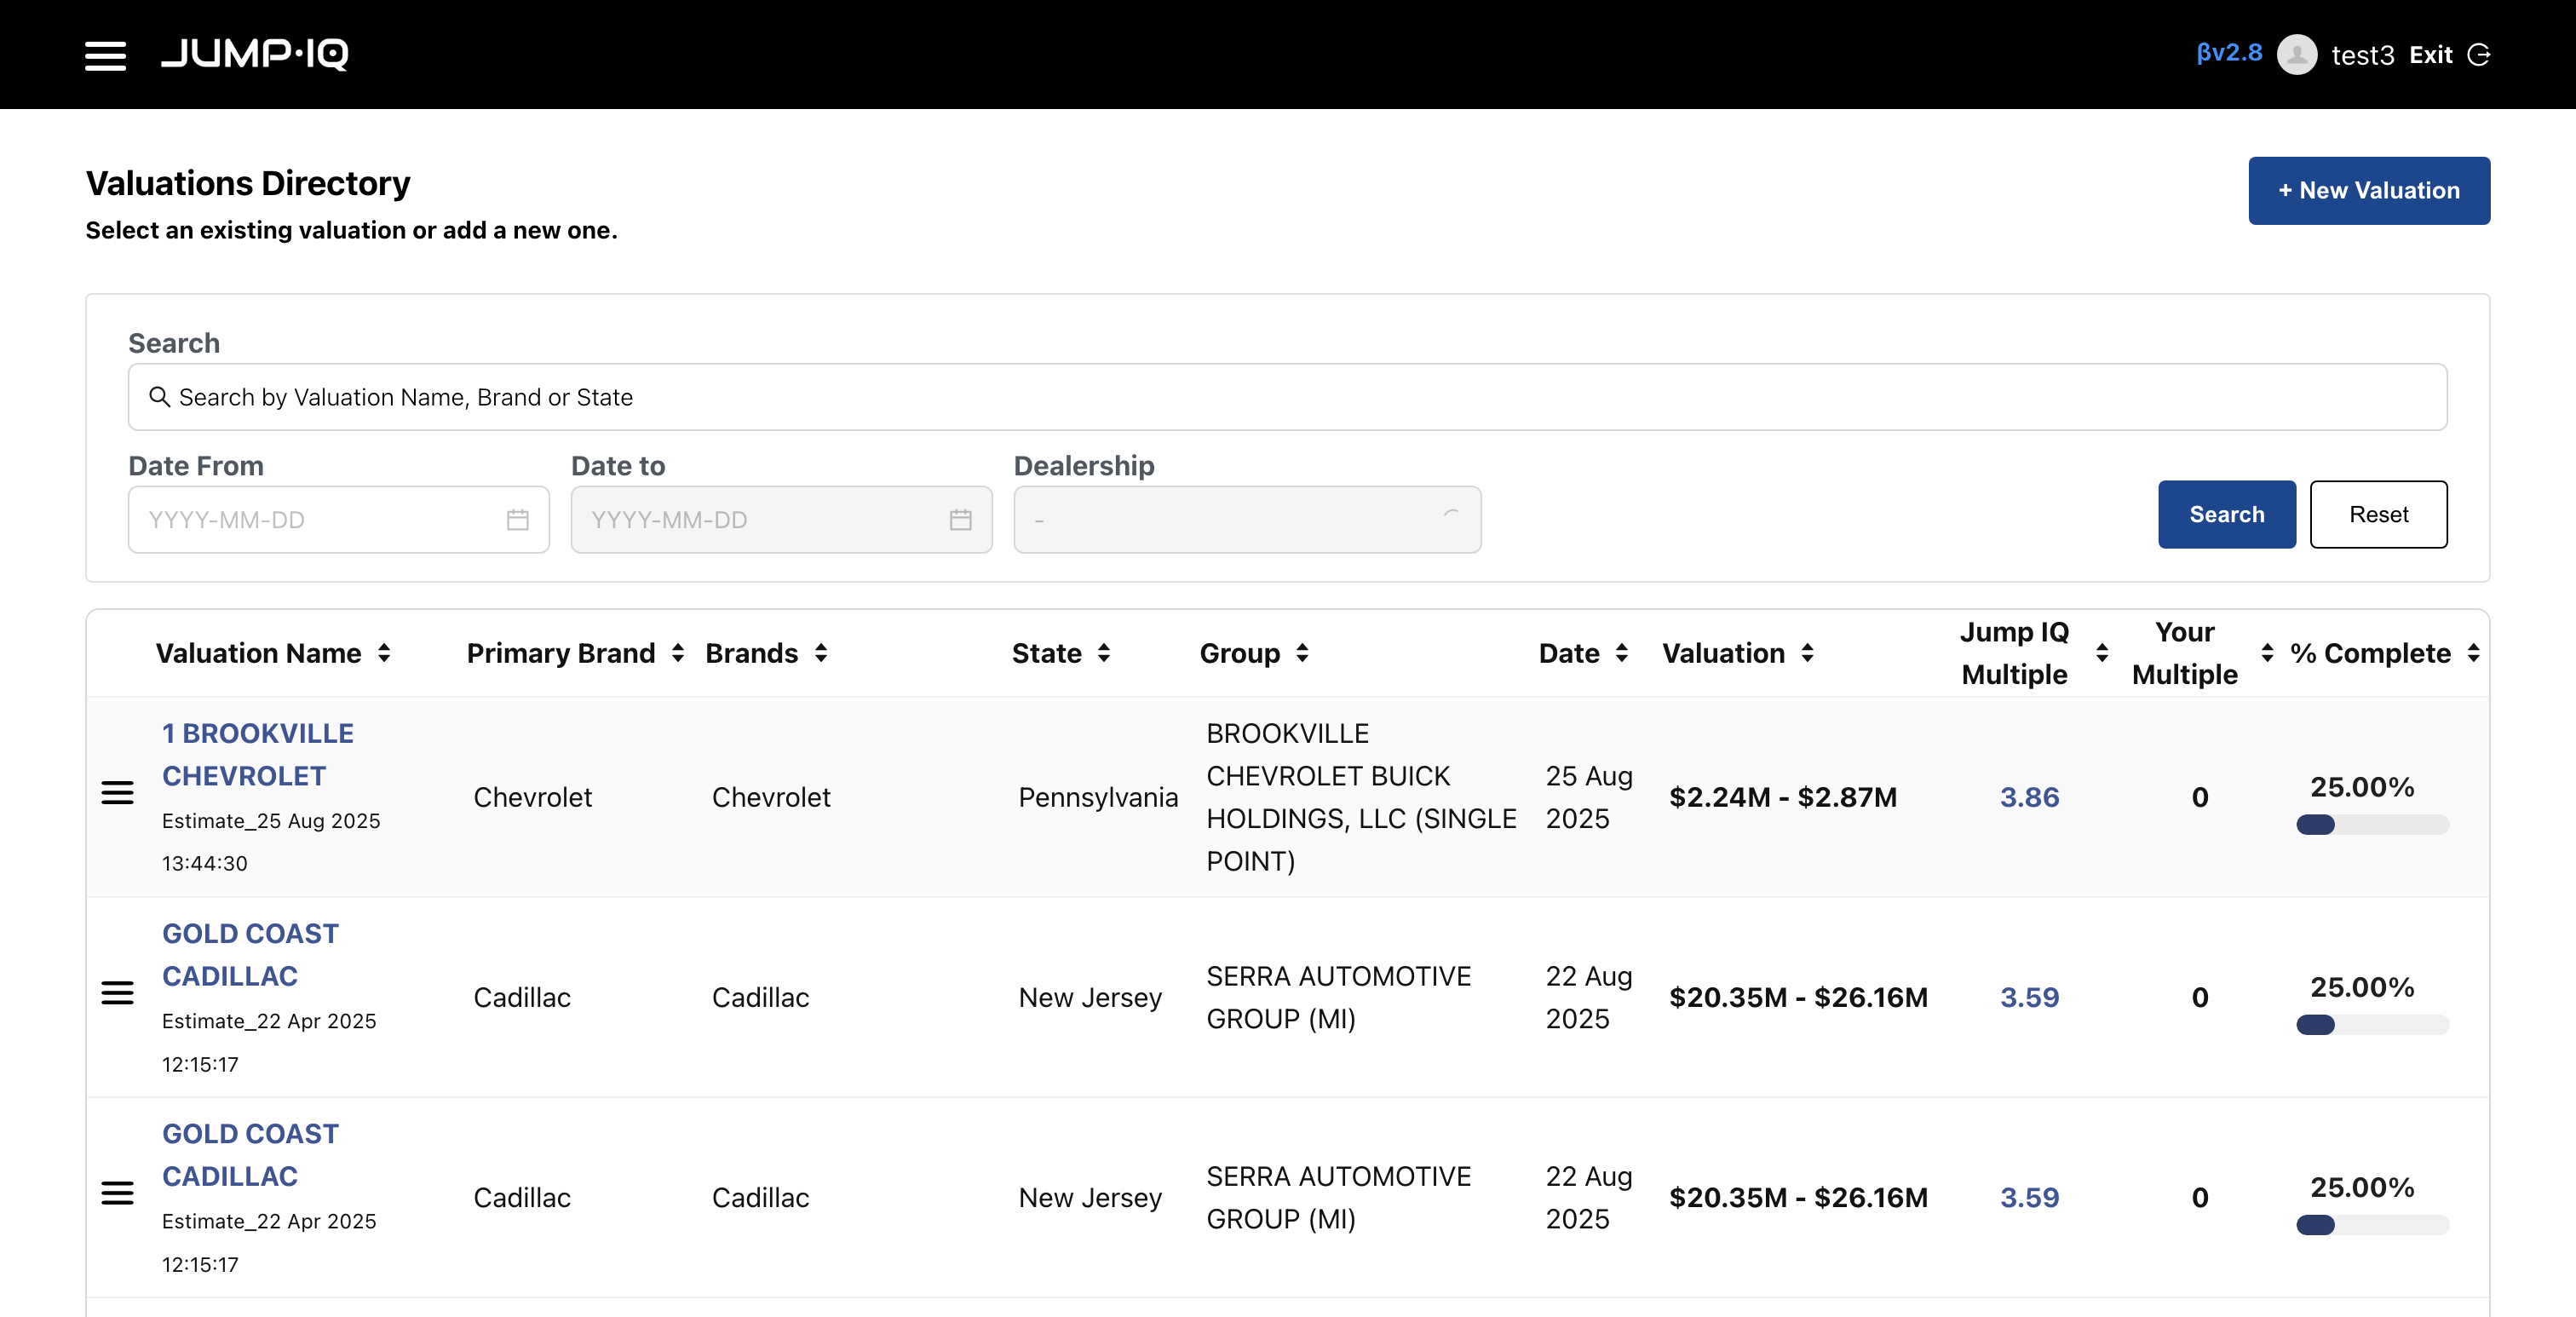 JUMP·IQ
βv2.8 test3 Exit
Valuations Directory
Select an existing valuation or add a new one.
+ New Valuation
Search
Search by Valuation Name, Brand or State
Date From
Date to
Dealership
YYYY-MM-DD
YYYY-MM-DD
-
Search
Reset
Valuation Name
Primary Brand
Brands
State
Group
Date
Valuation
Jump IQ
Multiple
Your
Multiple
% Complete
1 BROOKVILLE
CHEVROLET
Estimate_25 Aug 2025
13:44:30
Chevrolet
Chevrolet
Pennsylvania
BROOKVILLE
CHEVROLET BUICK
HOLDINGS, LLC (SINGLE
POINT)
25 Aug
2025
$2.24M - $2.87M
3.86
0
25.00%
GOLD COAST
CADILLAC
Estimate_22 Apr 2025
12:15:17
Cadillac
Cadillac
New Jersey
SERRA AUTOMOTIVE
GROUP (MI)
22 Aug
2025
$20.35M - $26.16M
3.59
0
25.00%
GOLD COAST
CADILLAC
Estimate_22 Apr 2025
12:15:17
Cadillac
Cadillac
New Jersey
SERRA AUTOMOTIVE
GROUP (MI)
22 Aug
2025
$20.35M - $26.16M
3.59
0
25.00%